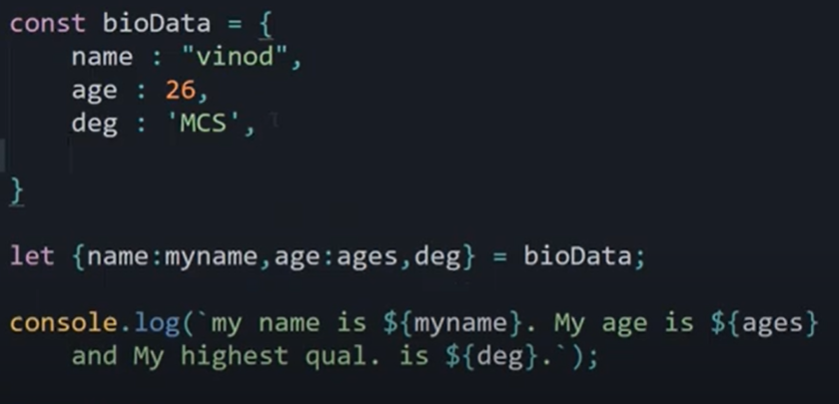 const bioData = {
name : "vinod",
age : 26,
deg : 'MCS',
}
let {name:myname,age:ages,deg} = bioData;
console.log(`my name is ${myname}. My age is ${ages}
and My highest qual. is ${deg}.`);